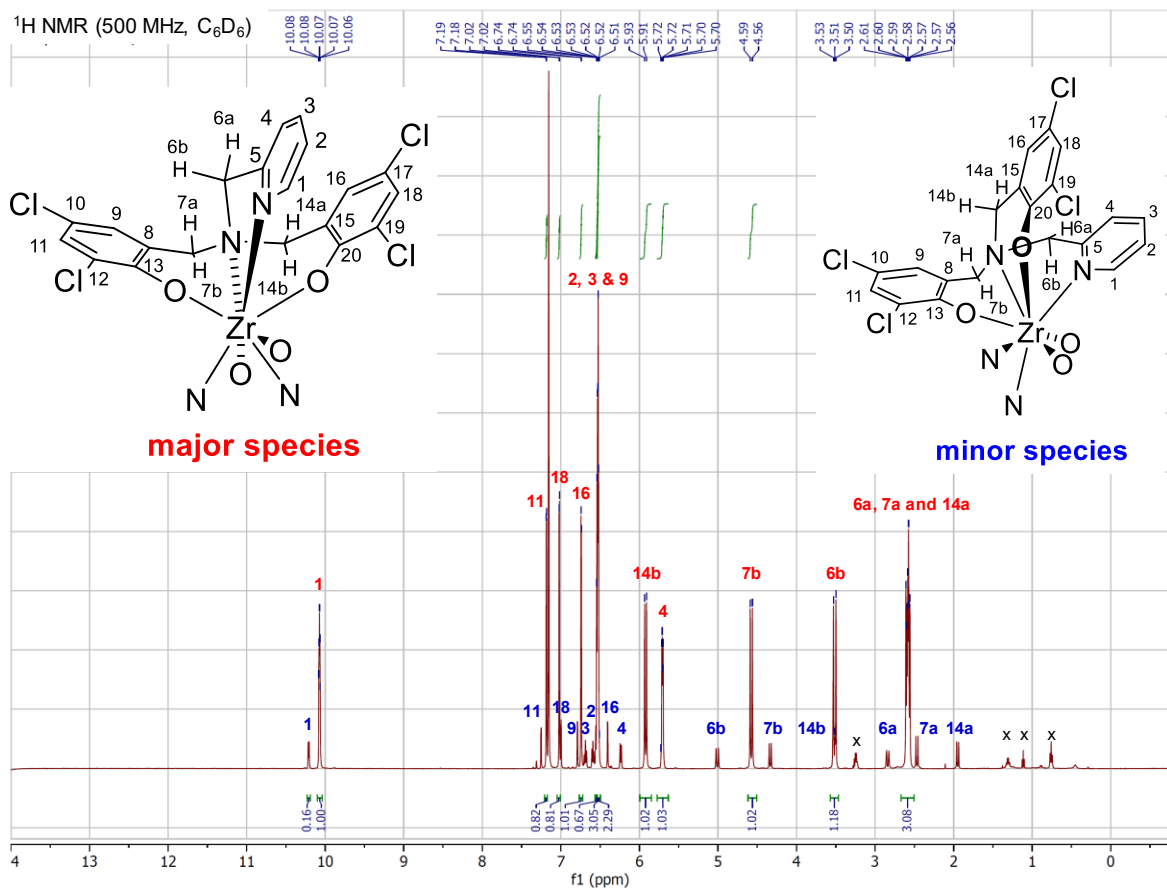 ¹H NMR (500 MHz, C₆D₆)
10.08
10.08
10.07
10.07
10.06
7.19
7.18
7.02
7.02
6.74
6.74
6.55
6.54
6.53
6.53
6.52
6.52
6.51
5.93
5.91
5.72
5.72
5.71
5.70
5.70
4.59
4.56
3.53
3.51
3.50
2.61
2.60
2.59
2.58
2.57
2.57
2.56
6a
4
3
6b
H
H
5
2
Cl
7a
N
1
16
17
18
Cl
10
9
8
H
H
14a
15
19
Cl
11
N
20
Cl
12
13
H
H
O
7b
14b
O
Zr
O
O
N
N
major species
Cl
17
16
18
14a
15
H
19
14b
H
20
Cl
4
3
H
6a
O
5
2
7a
H
N
Cl
10
9
8
H
H
6b
N
1
11
7b
Cl
12
13
O
Zr
O
O
N
N
minor species
2, 3 & 9
11
18
16
6a, 7a and 14a
1
14b
7b
6b
4
1
11
18
9
3
2
16
4
6b
7b
14b
x
6a
7a
14a
x
x
x
0.16
1.00
0.82
0.81
1.01
0.67
3.05
2.29
1.02
1.03
1.02
1.18
3.08
4 13 12 11 10 9 8 7 6 5 4 3 2 1 0
f1 (ppm)